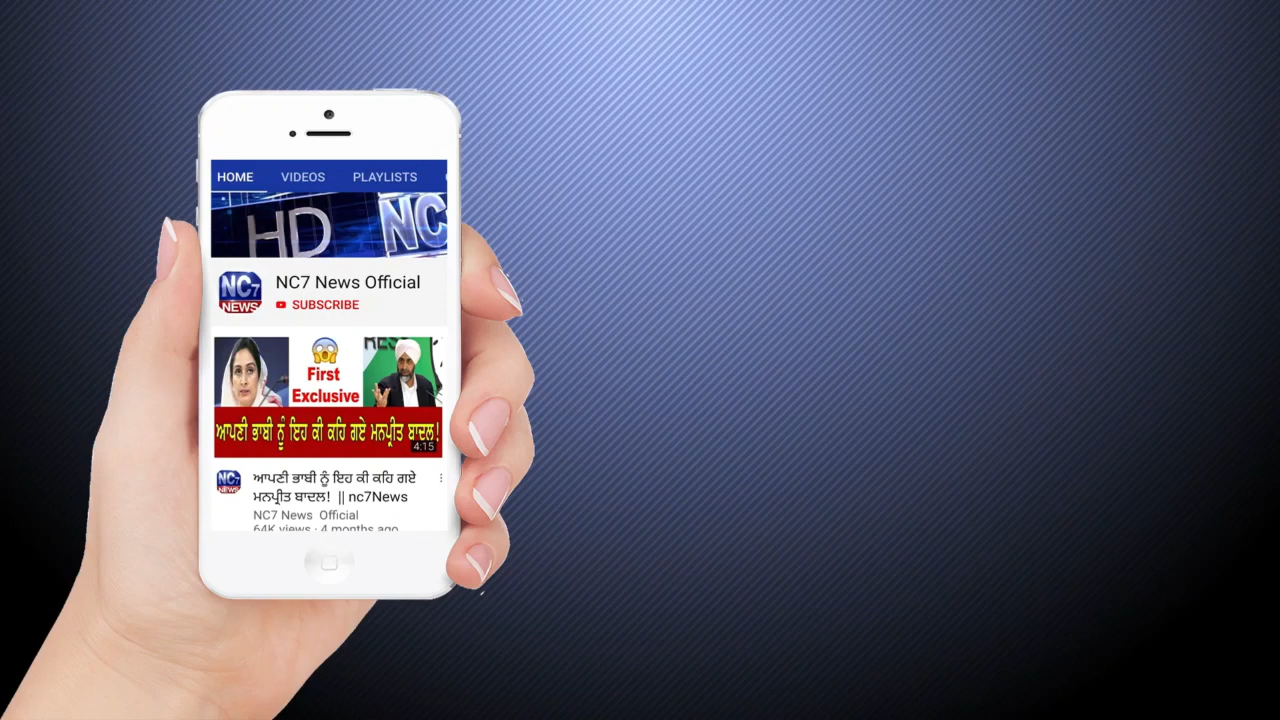 HOME VIDEOS PLAYLISTS
HD NC
NC7
NEWS
NC7 News Official
SUBSCRIBE
First
Exclusive
ਆਪਣੀ ਭਾਬੀ ਨੂੰ ਇਹ ਕੀ ਕਹਿ ਗਏ ਮਨਪ੍ਰੀਤ ਬਾਦਲ!
4:15
NC7
NEWS
ਆਪਣੀ ਭਾਬੀ ਨੂੰ ਇਹ ਕੀ ਕਹਿ ਗਏ
ਮਨਪ੍ਰੀਤ ਬਾਦਲ! || nc7News
NC7 News Official
64K views · 4 months ago